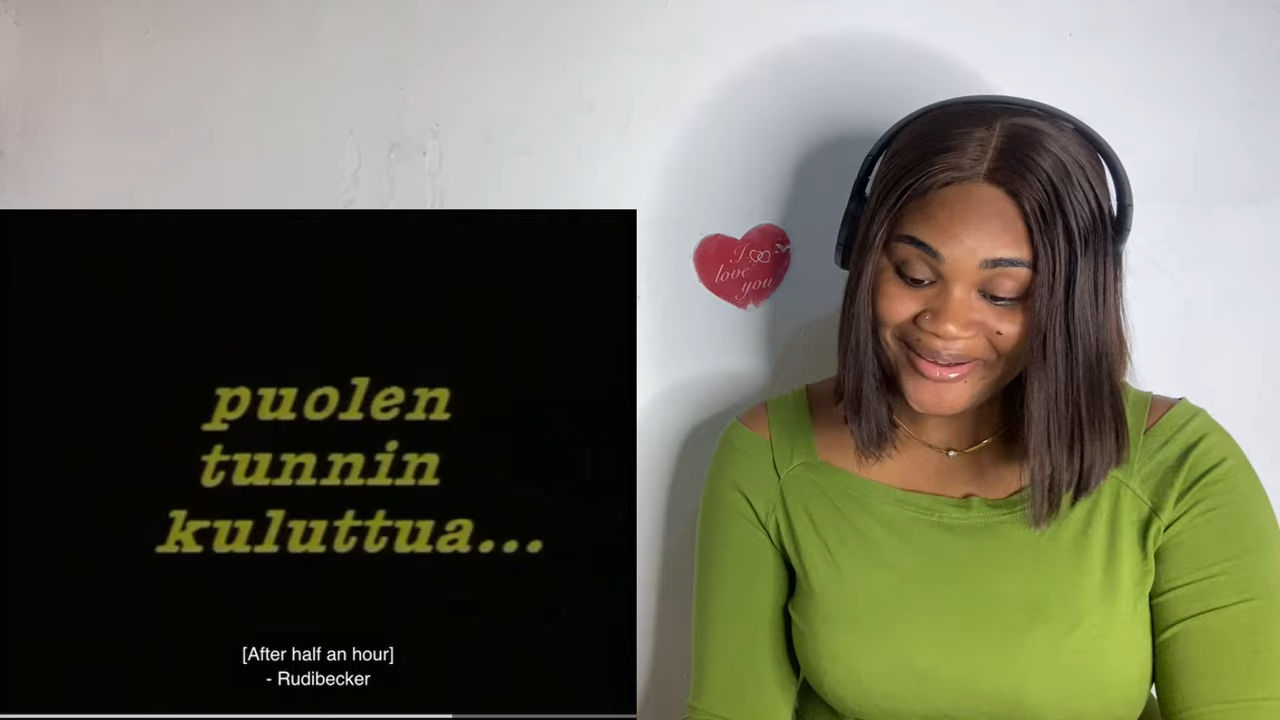 puolen
tunnin
kuluttua...
[After half an hour]
- Rudibecker
I
love
you